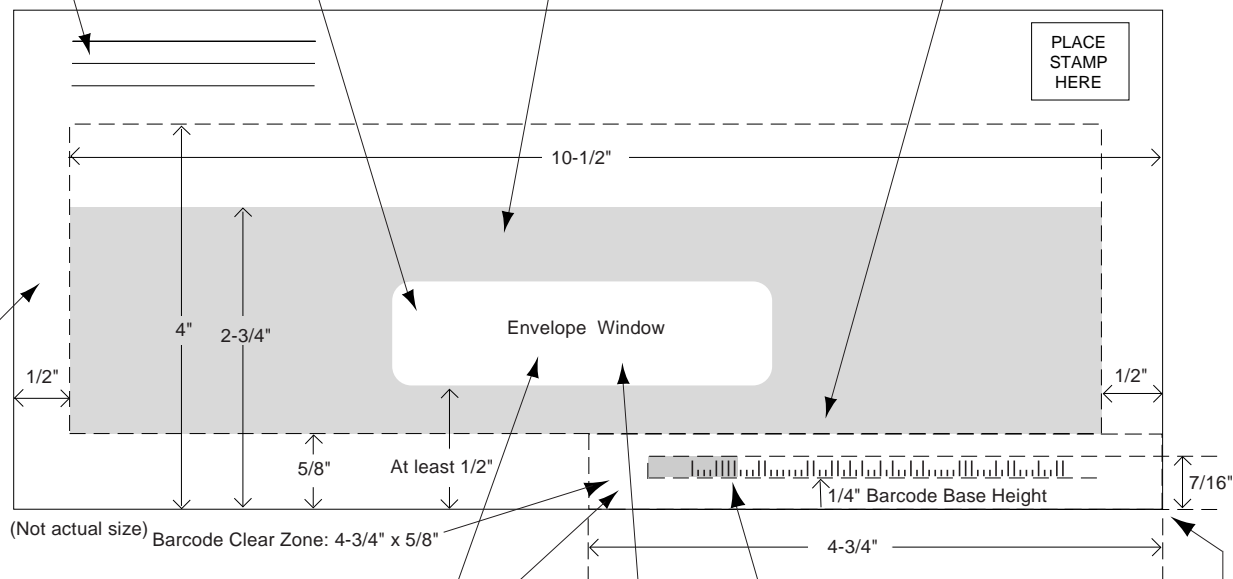 PLACE
STAMP
HERE
10-1/2"
4"
2-3/4"
Envelope Window
1/2"
1/2"
5/8"
At least 1/2"
7/16"
1/4" Barcode Base Height
(Not actual size)
Barcode Clear Zone: 4-3/4" x 5/8"
4-3/4"